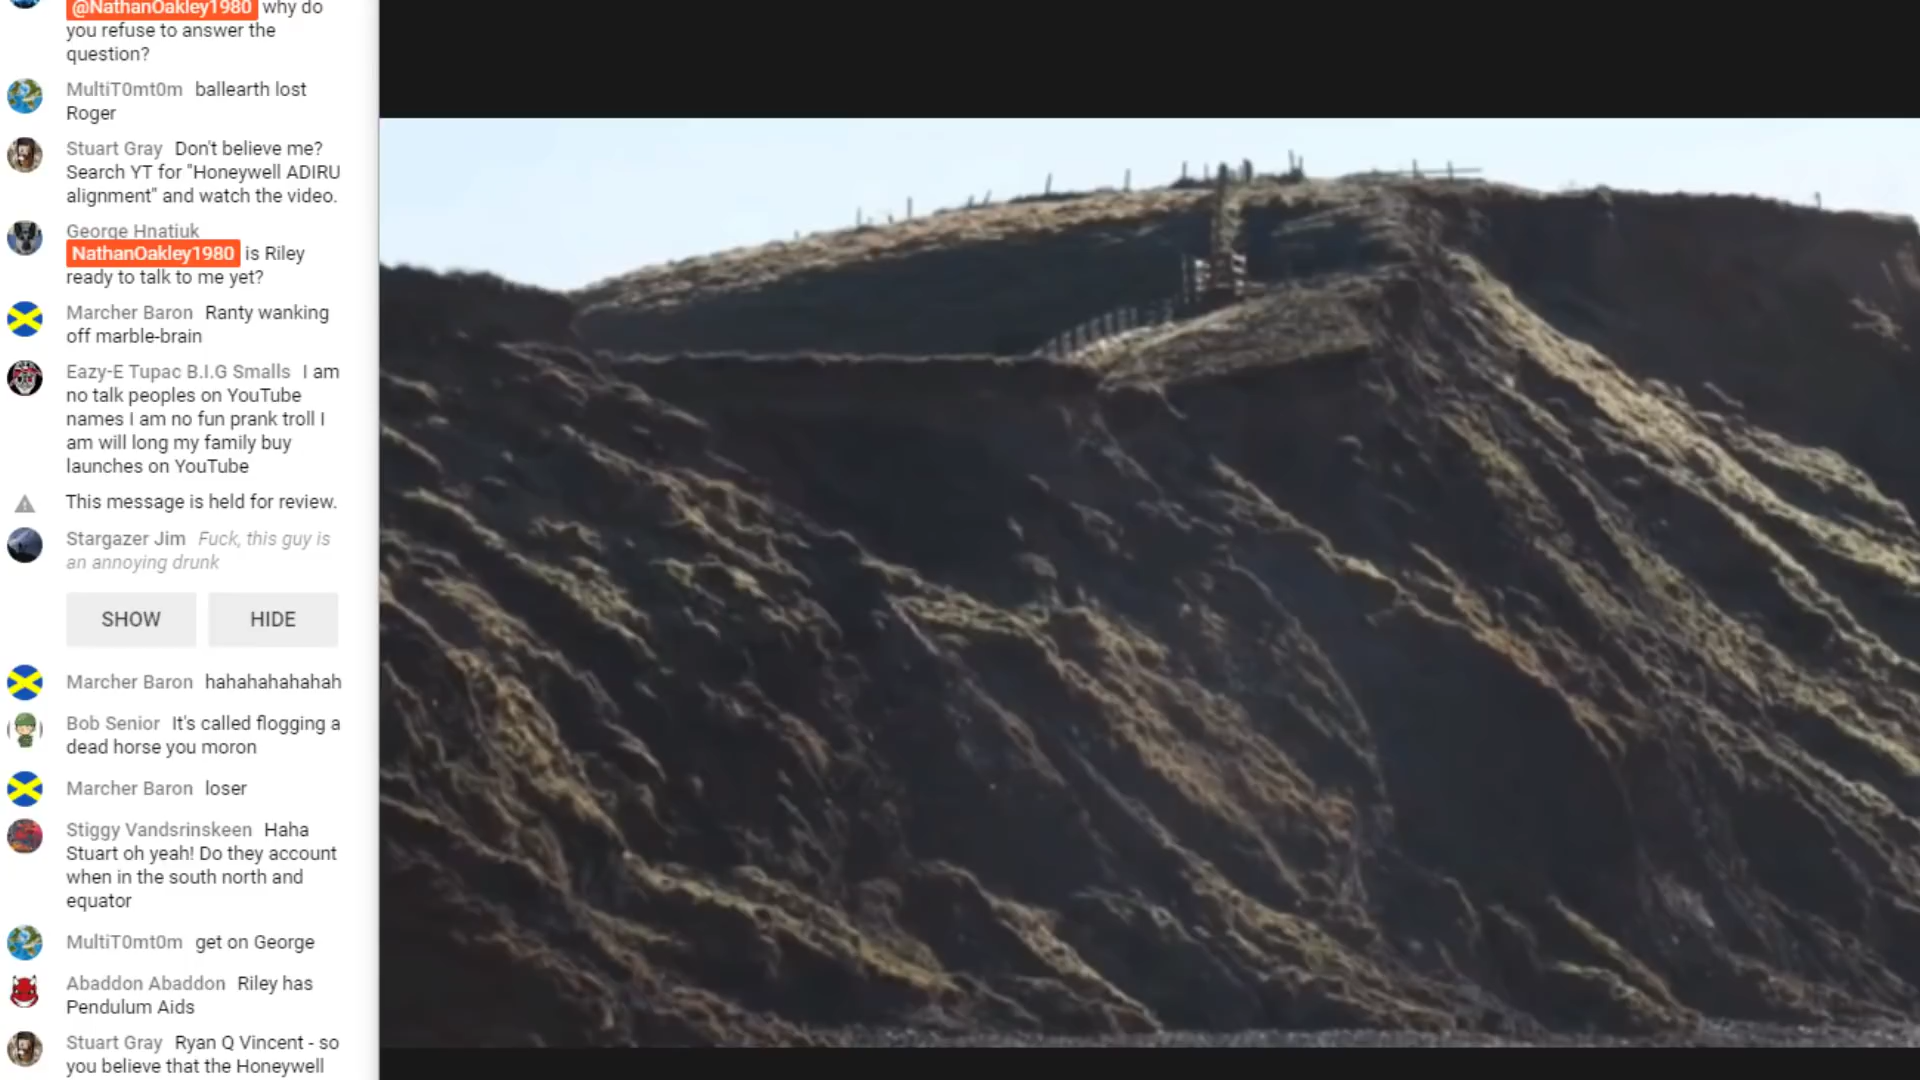 @NathanOakley1980 why do
you refuse to answer the
question?
MultiT0mt0m ballearth lost
Roger
Stuart Gray Don't believe me?
Search YT for "Honeywell ADIRU
alignment" and watch the video.
George Hnatiuk
NathanOakley1980 is Riley
ready to talk to me yet?
Marcher Baron Ranty wanking
off marble-brain
Eazy-E Tupac B.I.G Smalls I am
no talk peoples on YouTube
names I am no fun prank troll I
am will long my family buy
launches on YouTube
This message is held for review.
Stargazer Jim Fuck, this guy is
an annoying drunk
SHOW HIDE
Marcher Baron hahahahahahah
Bob Senior It's called flogging a
dead horse you moron
Marcher Baron loser
Stiggy Vandsrinskeen Haha
Stuart oh yeah! Do they account
when in the south north and
equator
MultiT0mt0m get on George
Abaddon Abaddon Riley has
Pendulum Aids
Stuart Gray Ryan Q Vincent - so
you believe that the Honeywell